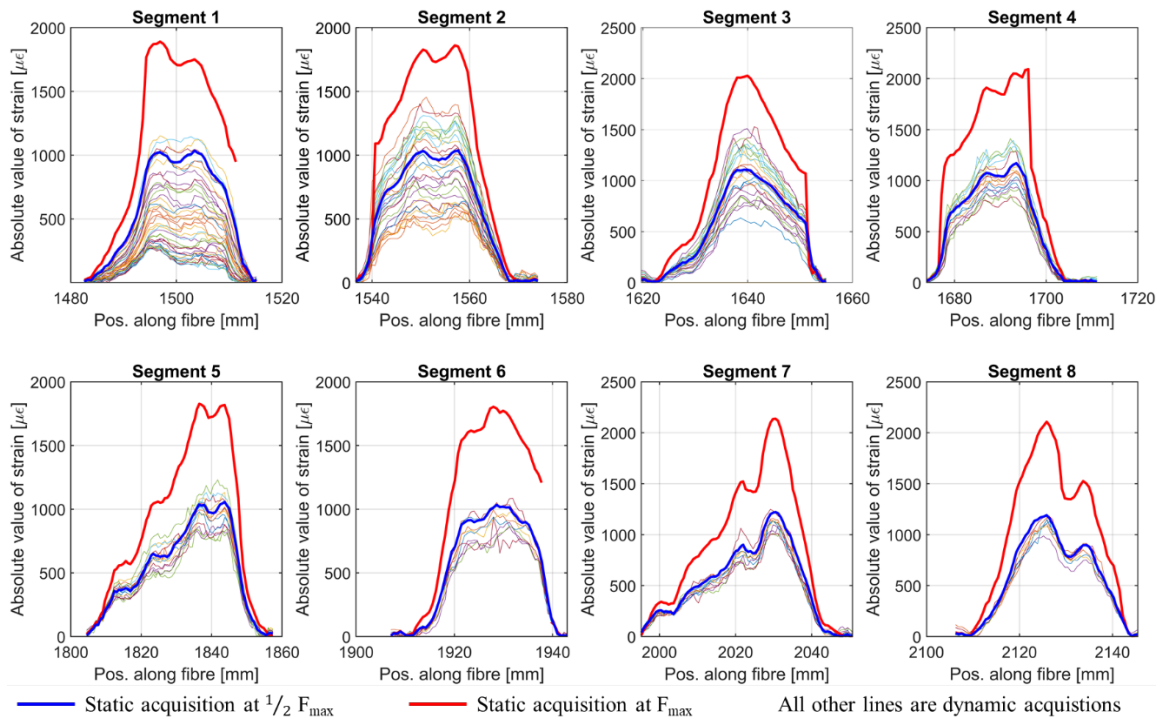 Segment 1
Absolute value of strain [με]
2000
1500
1000
500
1480
1500
1520
Pos. along fibre [mm]
Segment 2
Absolute value of strain [με]
2000
1500
1000
500
0
1540
1560
1580
Pos. along fibre [mm]
Segment 3
Absolute value of strain [με]
2500
2000
1500
1000
500
0
1620
1640
1660
Pos. along fibre [mm]
Segment 4
Absolute value of strain [με]
2500
2000
1500
1000
500
0
1680
1700
1720
Pos. along fibre [mm]
Segment 5
Absolute value of strain [με]
2000
1500
1000
500
0
1800
1820
1840
1860
Pos. along fibre [mm]
Segment 6
Absolute value of strain [με]
2000
1500
1000
500
0
1900
1920
1940
Pos. along fibre [mm]
Segment 7
Absolute value of strain [με]
2500
2000
1500
1000
500
0
2000
2020
2040
Pos. along fibre [mm]
Segment 8
Absolute value of strain [με]
2500
2000
1500
1000
500
0
2100
2120
2140
Pos. along fibre [mm]
Static acquisition at 1/2 Fmax
Static acquisition at Fmax
All other lines are dynamic acquistions